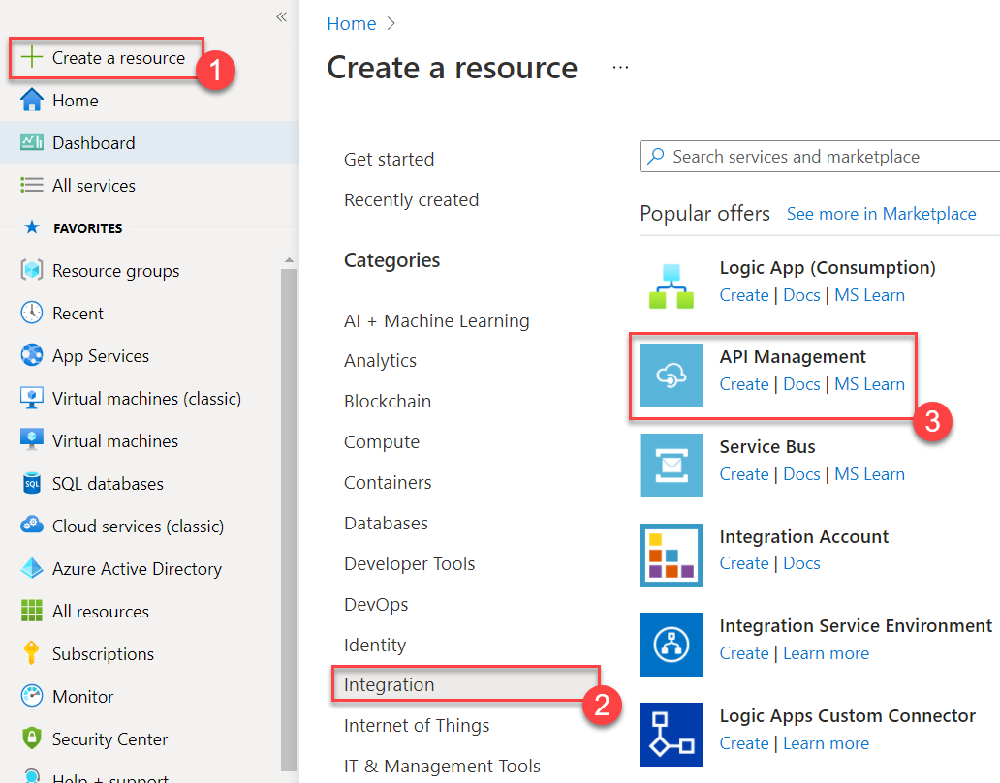 «
Create a resource
1
Home
Dashboard
All services
FAVORITES
Resource groups
Recent
App Services
Virtual machines (classic)
Virtual machines
SQL databases
Cloud services (classic)
Azure Active Directory
All resources
Subscriptions
Monitor
Security Center
Help + support
Home >
Create a resource ...
Get started
Recently created
Categories
AI + Machine Learning
Analytics
Blockchain
Compute
Containers
Databases
Developer Tools
DevOps
Identity
Integration
2
Internet of Things
IT & Management Tools
Search services and marketplace
Popular offers See more in Marketplace
Logic App (Consumption)
Create | Docs | MS Learn
API Management
Create | Docs | MS Learn
3
Service Bus
Create | Docs | MS Learn
Integration Account
Create | Docs
Integration Service Environment
Create | Learn more
Logic Apps Custom Connector
Create | Learn more